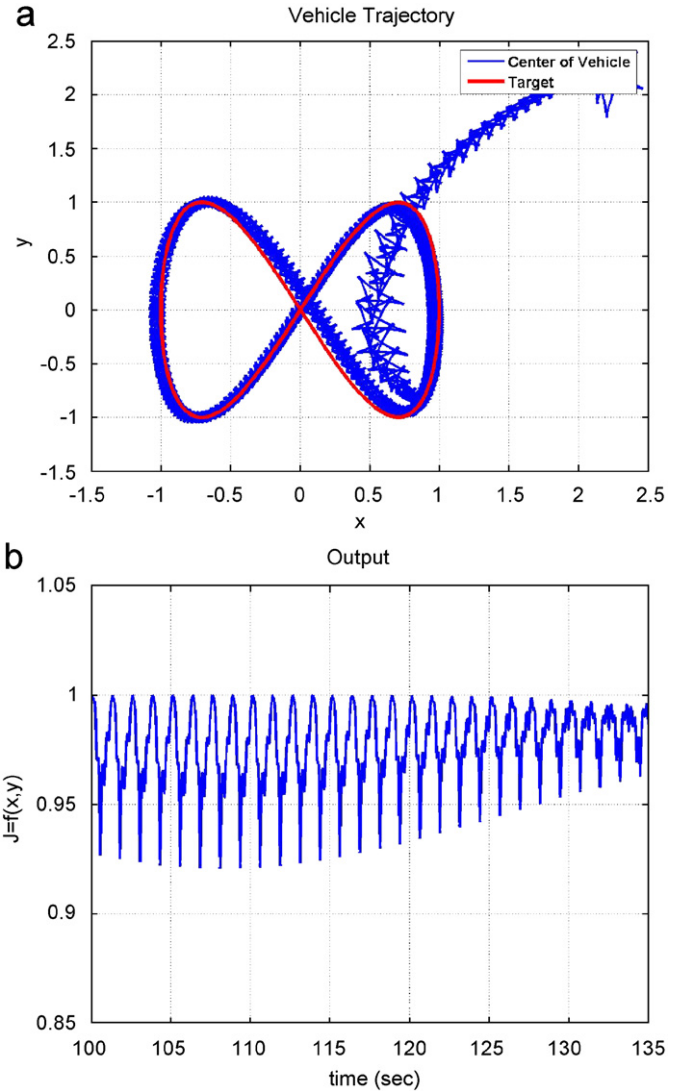 a
Vehicle Trajectory
2.5
Center of Vehicle
Target
2
1.5
1
0.5
y
0
-0.5
-1
-1.5
-1.5 -1 -0.5 0 0.5 1 1.5 2 2.5
x
b
Output
1.05
1
0.95
J=f(x,y)
0.9
0.85
100 105 110 115 120 125 130 135
time (sec)